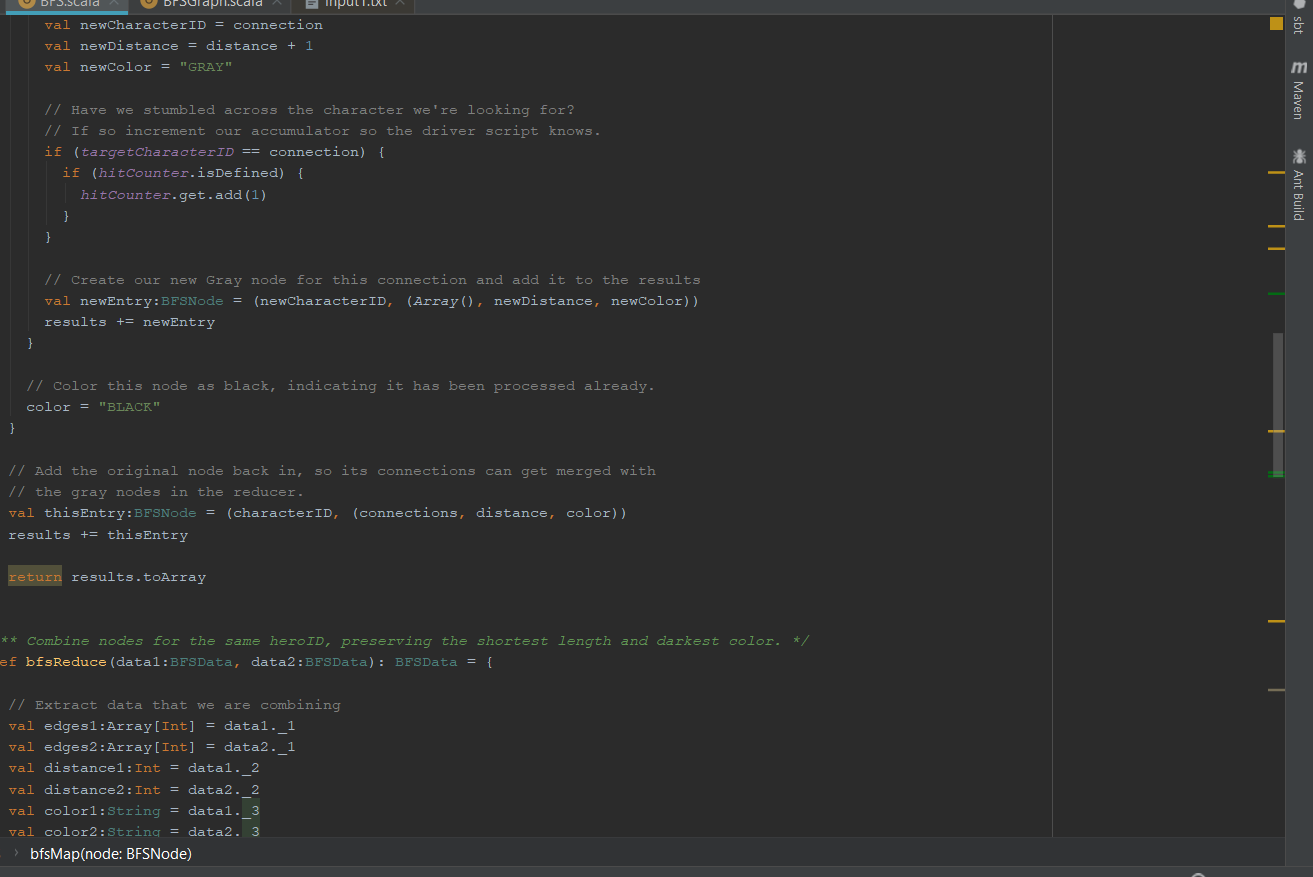 BFS.scala
BFSGraph.scala
input1.txt
val newCharacterID = connection
val newDistance = distance + 1
val newColor = "GRAY"
// Have we stumbled across the character we're looking for?
// If so increment our accumulator so the driver script knows.
if (targetCharacterID == connection) {
if (hitCounter.isDefined) {
hitCounter.get.add(1)
}
}
// Create our new Gray node for this connection and add it to the results
val newEntry:BFSNode = (newCharacterID, (Array(), newDistance, newColor))
results += newEntry
}
// Color this node as black, indicating it has been processed already.
color = "BLACK"
}
// Add the original node back in, so its connections can get merged with
// the gray nodes in the reducer.
val thisEntry:BFSNode = (characterID, (connections, distance, color))
results += thisEntry
return results.toArray
** Combine nodes for the same heroID, preserving the shortest length and darkest color. */
ef bfsReduce(data1:BFSData, data2:BFSData): BFSData = {
// Extract data that we are combining
val edges1:Array[Int] = data1._1
val edges2:Array[Int] = data2._1
val distance1:Int = data1._2
val distance2:Int = data2._2
val color1:String = data1._3
val color2:String = data2._3
bfsMap(node: BFSNode)
sbt
m Maven
Ant Build